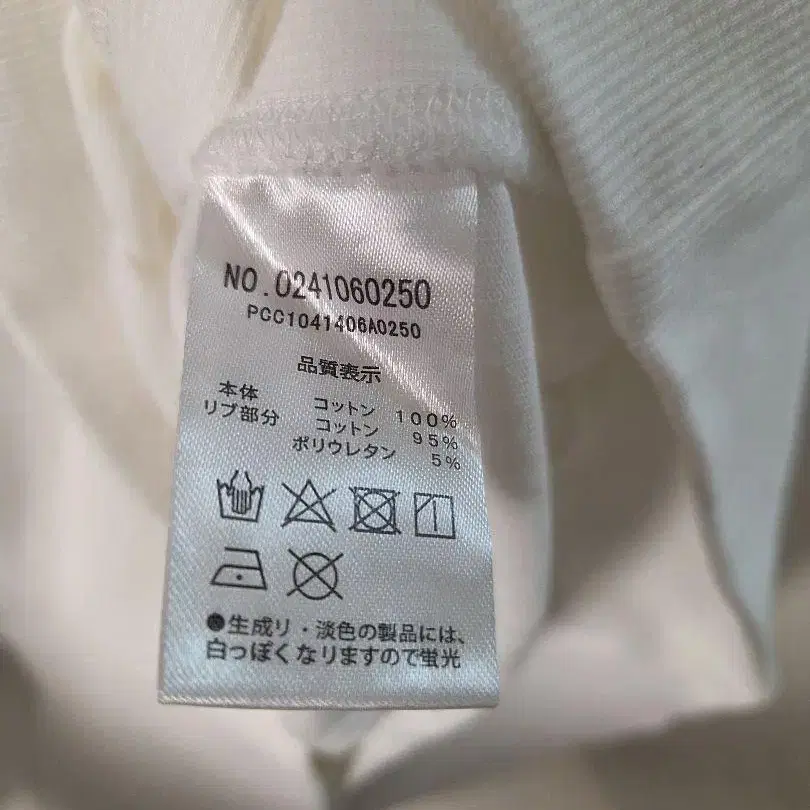 NO.0241060250
PCC1041406A0250
品質表示
本体 コットン 100%
リブ部分 コットン 95%
ポリウレタン 5%
●生成リ・淡色の製品には、
白っぽくなりますので蛍光